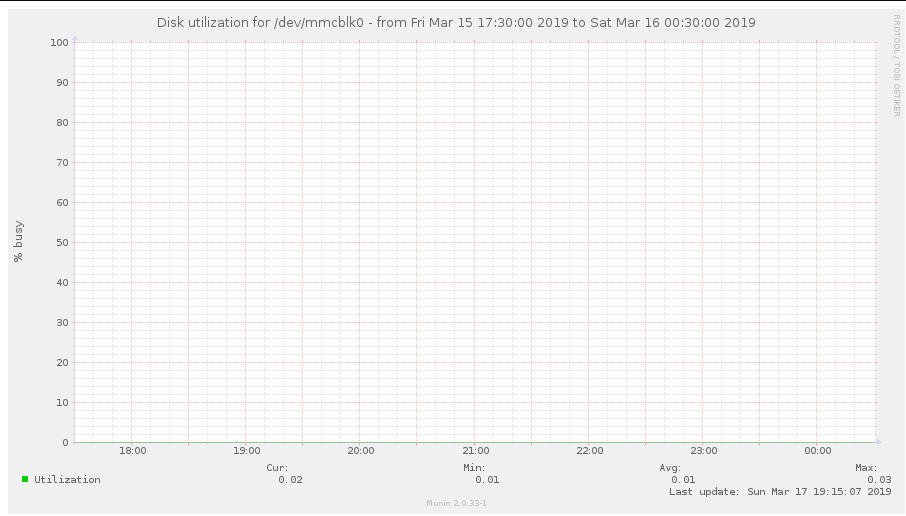 Disk utilization for /dev/mmcblk0 - from Fri Mar 15 17:30:00 2019 to Sat Mar 16 00:30:00 2019
RRDTOOL / TOBI OETIKER
% busy
100
90
80
70
60
50
40
30
20
10
0
18:00 19:00 20:00 21:00 22:00 23:00 00:00
Cur: Min: Avg: Max:
Utilization 0.02 0.01 0.01 0.03
Last update: Sun Mar 17 19:15:07 2019
Munin 2.0.33-1